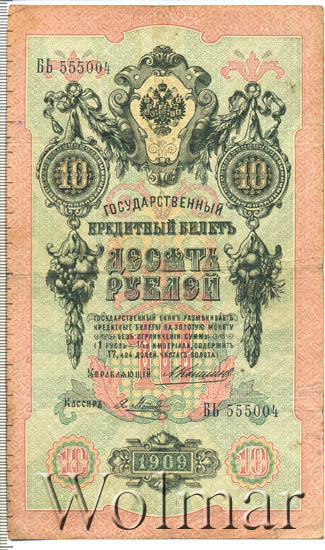 БЬ 555004
10
10
ГОСУДАРСТВЕННЫЙ
КРЕДИТНЫЙ БИЛЕТЪ
ДЕСЯТЬ
РУБЛЕЙ
ГОСУДАРСТВЕННЫЙ БАНКЪ РАЗМѢНИВАЕТЪ
КРЕДИТНЫЕ БИЛЕТЫ НА ЗОЛОТУЮ МОНЕТУ
БЕЗЪ ОГРАНИЧЕНІЯ СУММЫ
(1 РУБЛЬ = 1/15 ИМПЕРІАЛА, СОДЕРЖИТЪ
17,424 ДОЛЕЙ ЧИСТАГО ЗОЛОТА)
УПРАВЛЯЮЩІЙ
КАССИРЪ
БЬ 555004
10
1909
10
Wolmar